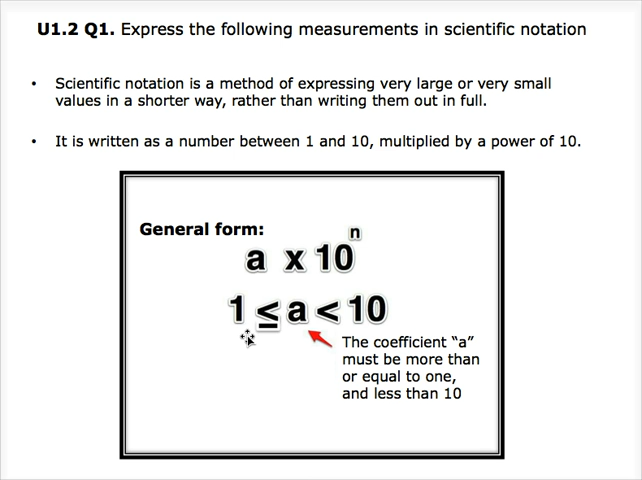 U1.2 Q1. Express the following measurements in scientific notation
• Scientific notation is a method of expressing very large or very small
values in a shorter way, rather than writing them out in full.
• It is written as a number between 1 and 10, multiplied by a power of 10.
General form:
a x 10ⁿ
1 ≤ a < 10
The coefficient “a”
must be more than
or equal to one,
and less than 10